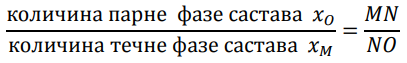 количина парне фазе састава x_O
количина течне фазе састава x_M
= MN
NO